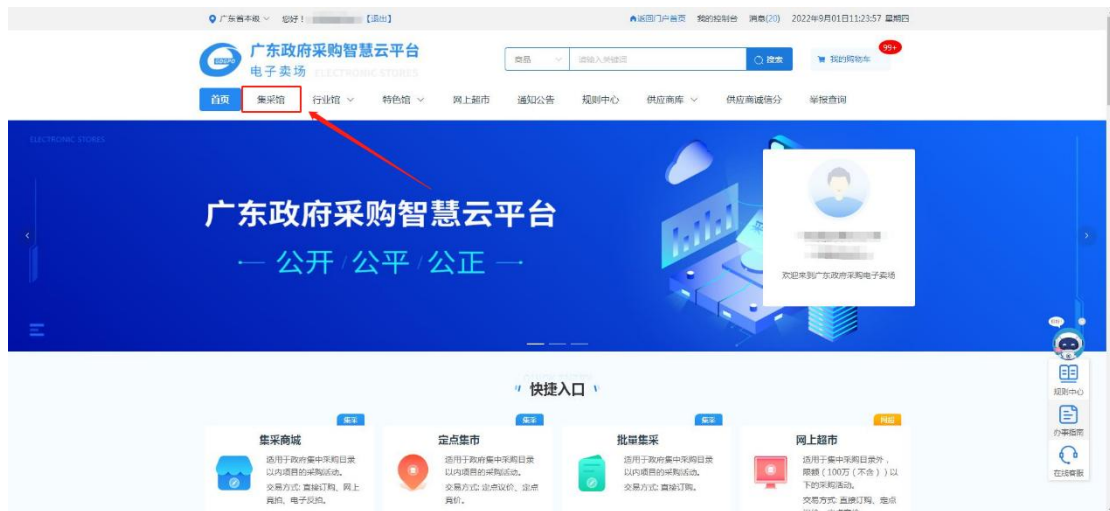 广东省本级 您好！ 【退出】 返回门户首页 我的控制台 消息(20) 2022年9月01日11:23:57 星期四
广东政府采购智慧云平台
电子卖场 ELECTRONIC STORES
商品 请输入关键词 搜索 我的购物车 99+
首页 集采馆 行业馆 特色馆 网上超市 通知公告 规则中心 供应商库 供应商诚信分 举报查询
ELECTRONIC STORES
广东政府采购智慧云平台
公开/公平/公正
欢迎来到广东政府采购电子卖场
快捷入口
规则中心
办事指南
在线客服
集采
集采商城
适用于政府集中采购目录
以内项目的采购活动。
交易方式: 直接订购、网上
竞价、电子反拍。
集采
定点集市
适用于政府集中采购目录
以内项目的采购活动。
交易方式: 定点议价、定点
竞价。
集采
批量集采
适用于政府集中采购目录
以内项目的采购活动。
交易方式: 直接订购。
网超
网上超市
适用于集中采购目录外，
限额（100万（不含））以
下的采购活动。